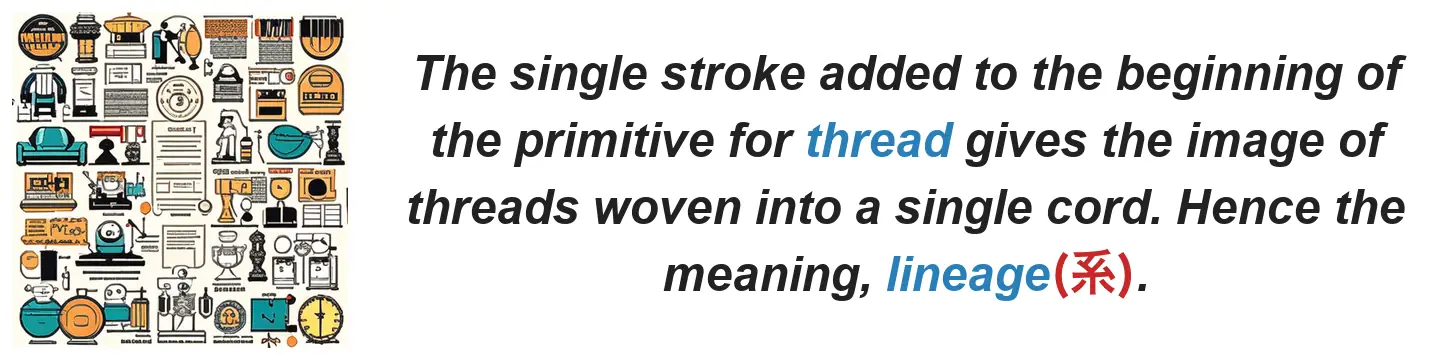 The single stroke added to the beginning of
the primitive for thread gives the image of
threads woven into a single cord. Hence the
meaning, lineage(系).